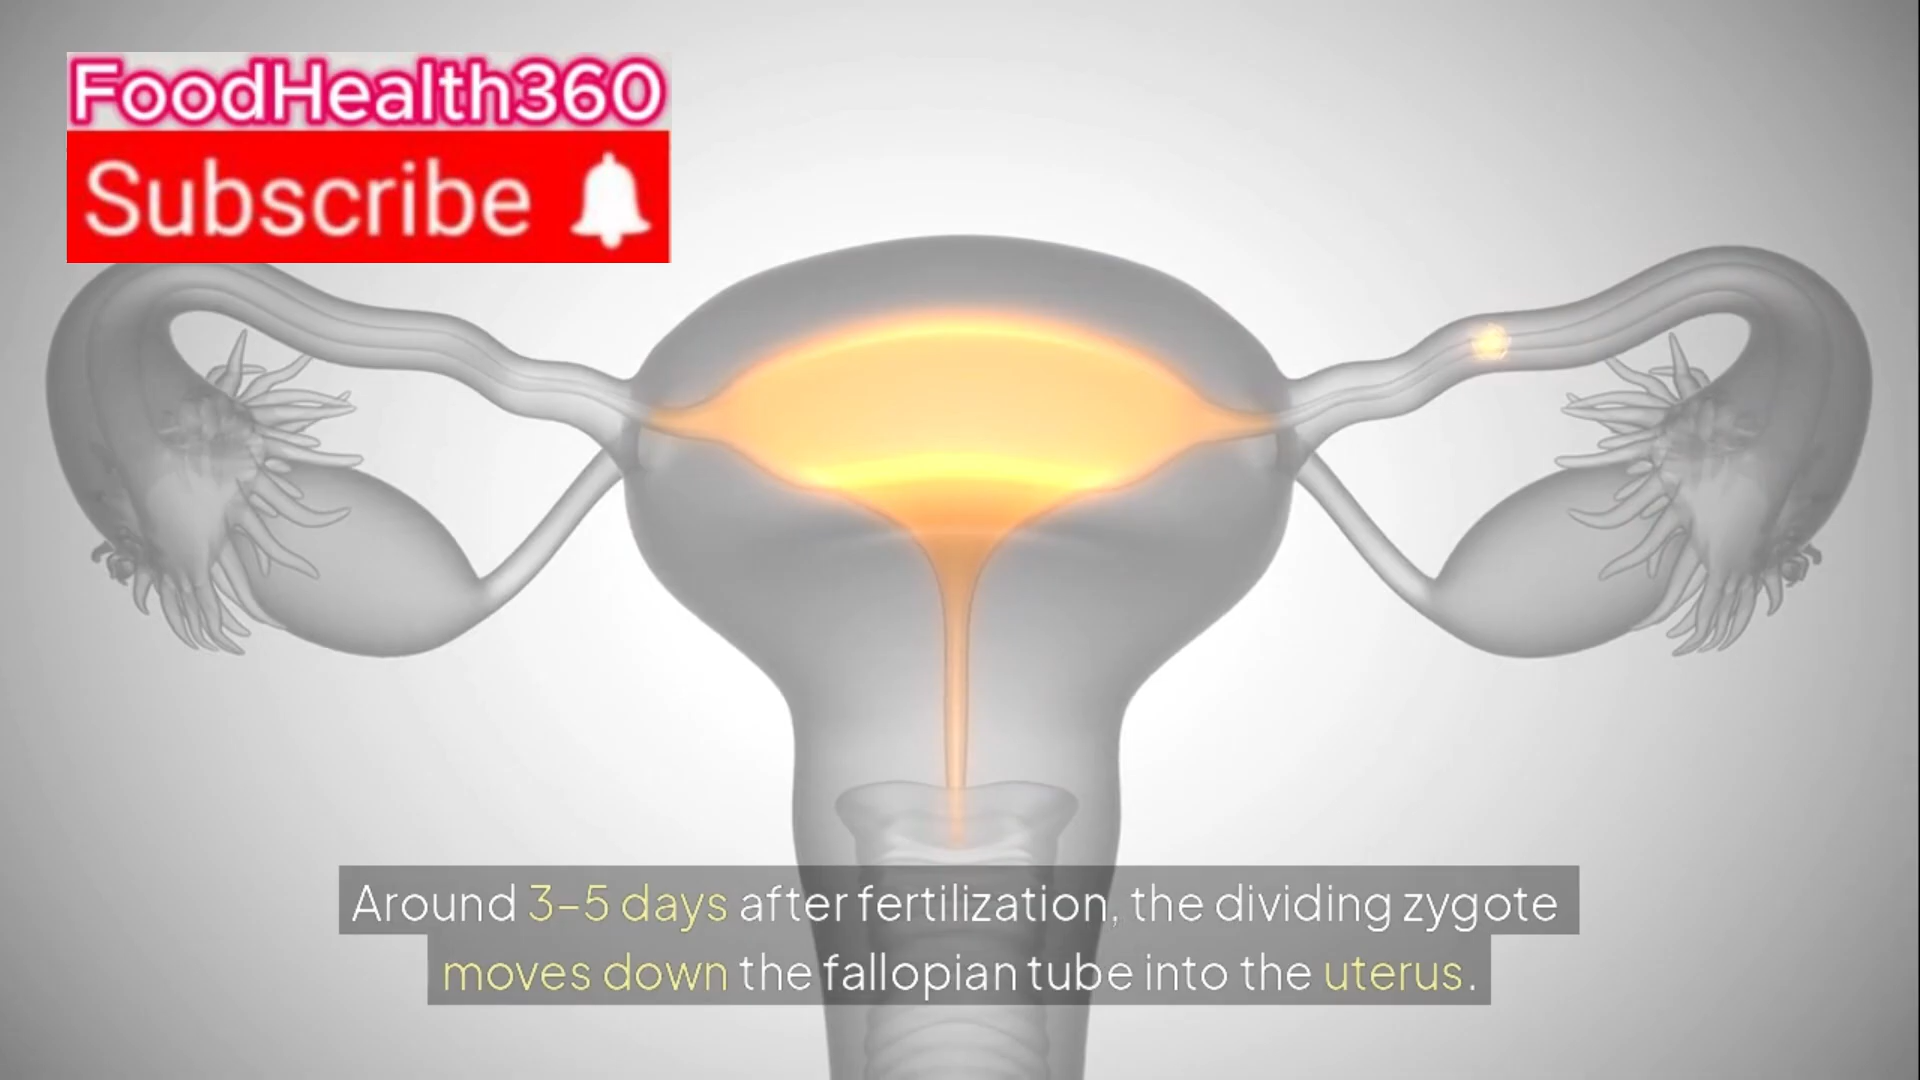 FoodHealth360
Subscribe
Around 3–5 days after fertilization, the dividing zygote
moves down the fallopian tube into the uterus.